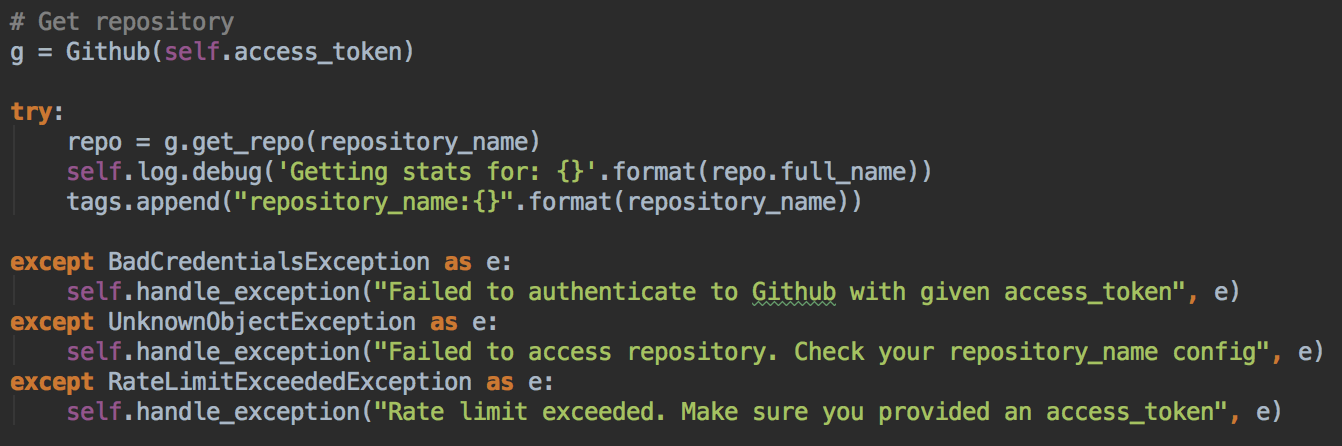 # Get repository
g = Github(self.access_token)
try:
    repo = g.get_repo(repository_name)
    self.log.debug('Getting stats for: {}'.format(repo.full_name))
    tags.append("repository_name:{}".format(repository_name))
except BadCredentialsException as e:
    self.handle_exception("Failed to authenticate to Github with given access_token", e)
except UnknownObjectException as e:
    self.handle_exception("Failed to access repository. Check your repository_name config", e)
except RateLimitExceededException as e:
    self.handle_exception("Rate limit exceeded. Make sure you provided an access_token", e)